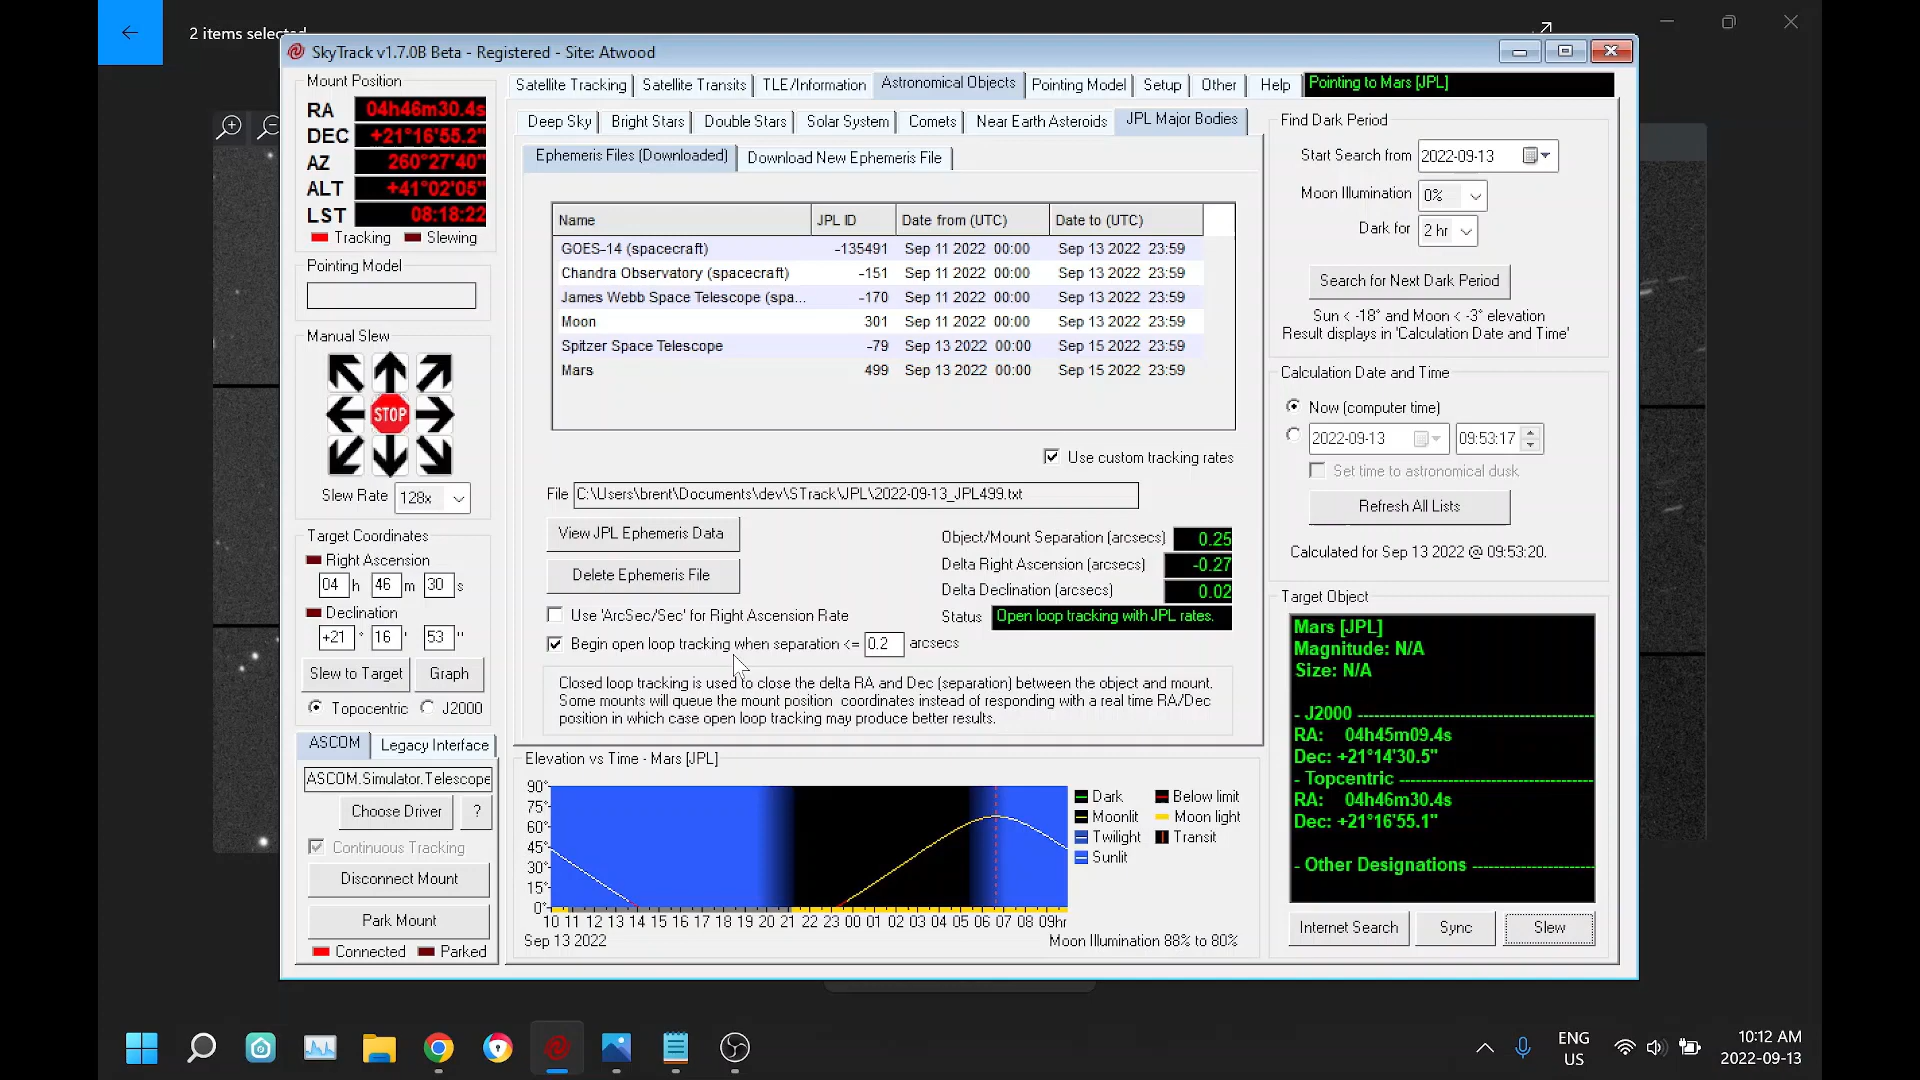 2 items selected
SkyTrack v1.7.0B Beta - Registered - Site: Atwood
Mount Position
RA 04h46m30.4s
DEC +21°16'55.2"
AZ 260°27'40"
ALT +41°02'05"
LST 08:18:22
Tracking Slewing
Pointing Model
Manual Slew
STOP
Slew Rate 128x
Target Coordinates
Right Ascension
04 h 46 m 30 s
Declination
+21 ° 16 ' 53 "
Slew to Target Graph
Topocentric J2000
ASCOM Legacy Interface
ASCOM.Simulator.Telescope
Choose Driver ?
Continuous Tracking
Disconnect Mount
Park Mount
Connected Parked
Satellite Tracking Satellite Transits TLE/Information Astronomical Objects Pointing Model Setup Other Help
Pointing to Mars [JPL]
Deep Sky Bright Stars Double Stars Solar System Comets Near Earth Asteroids JPL Major Bodies
Ephemeris Files (Downloaded) Download New Ephemeris File
Name JPL ID Date from (UTC) Date to (UTC)
GOES-14 (spacecraft) -135491 Sep 11 2022 00:00 Sep 13 2022 23:59
Chandra Observatory (spacecraft) -151 Sep 11 2022 00:00 Sep 13 2022 23:59
James Webb Space Telescope (spa... -170 Sep 11 2022 00:00 Sep 13 2022 23:59
Moon 301 Sep 11 2022 00:00 Sep 13 2022 23:59
Spitzer Space Telescope -79 Sep 13 2022 00:00 Sep 15 2022 23:59
Mars 499 Sep 13 2022 00:00 Sep 15 2022 23:59
Use custom tracking rates
File C:\Users\brent\Documents\dev\STrack\JPL\2022-09-13_JPL499.txt
View JPL Ephemeris Data
Delete Ephemeris File
Object/Mount Separation (arcsecs) 0.25
Delta Right Ascension (arcsecs) -0.27
Delta Declination (arcsecs) 0.02
Status Open loop tracking with JPL rates.
Use 'ArcSec/Sec' for Right Ascension Rate
Begin open loop tracking when separation <= 0.2 arcsecs
Closed loop tracking is used to close the delta RA and Dec (separation) between the object and mount.
Some mounts will queue the mount position coordinates instead of responding with a real time RA/Dec
position in which case open loop tracking may produce better results.
Elevation vs Time - Mars [JPL]
90°
75°
60°
45°
30°
15°
0°
10 11 12 13 14 15 16 17 18 19 20 21 22 23 00 01 02 03 04 05 06 07 08 09hr
Sep 13 2022
Moon Illumination 88% to 80%
Dark Below limit
Moonlit Moon light
Twilight Transit
Sunlit
Find Dark Period
Start Search from 2022-09-13
Moon Illumination 0%
Dark for 2 hr
Search for Next Dark Period
Sun < -18° and Moon < -3° elevation
Result displays in 'Calculation Date and Time'
Calculation Date and Time
Now (computer time)
2022-09-13 09:53:17
Set time to astronomical dusk
Refresh All Lists
Calculated for Sep 13 2022 @ 09:53:20.
Target Object
Mars [JPL]
Magnitude: N/A
Size: N/A
- J2000 ---
RA: 04h45m09.4s
Dec: +21°14'30.5"
- Topcentric ---
RA: 04h46m30.4s
Dec: +21°16'55.1"
- Other Designations ---
Internet Search Sync Slew
ENG
US
10:12 AM
2022-09-13